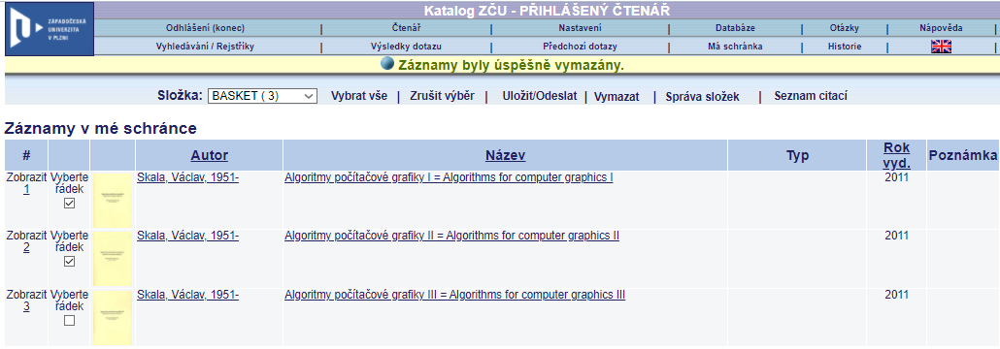 ZÁPADOČESKÁ
UNIVERZITA
V PLZNI
Katalog ZČU - PŘIHLÁŠENÝ ČTENÁŘ
Odhlášení (konec) | Čtenář | Nastavení | Databáze | Otázky | Nápověda |
Vyhledávání / Rejstříky | Výsledky dotazu | Předchozí dotazy | Má schránka | Historie | |
Záznamy byly úspěšně vymazány.
Složka: BASKET ( 3) Vybrat vše | Zrušit výběr | Uložit/Odeslat | Vymazat | Správa složek | Seznam citací
Záznamy v mé schránce
# Autor Název Typ Rok vyd. Poznámka
Zobrazit 1 Vyberte řádek Skala, Václav, 1951- Algoritmy počítačové grafiky I = Algorithms for computer graphics I 2011
Zobrazit 2 Vyberte řádek Skala, Václav, 1951- Algoritmy počítačové grafiky II = Algorithms for computer graphics II 2011
Zobrazit 3 Vyberte řádek Skala, Václav, 1951- Algoritmy počítačové grafiky III = Algorithms for computer graphics III 2011